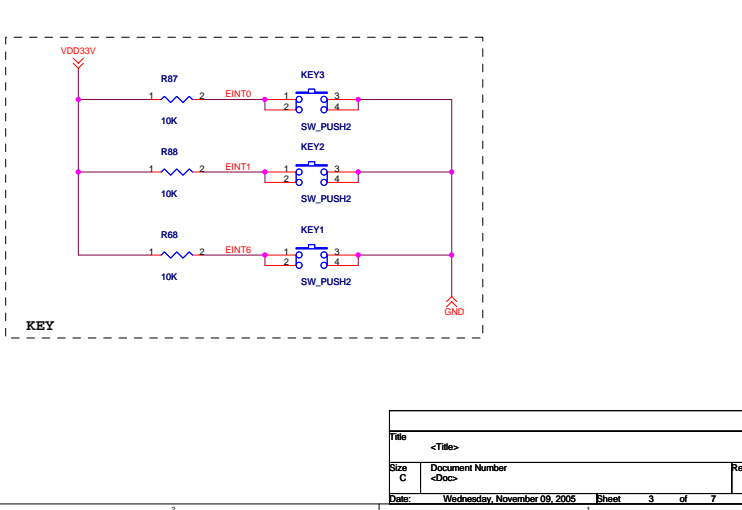 VDD33V
R87
KEY3
1 2 EINT0 1 3
2 4
10K
SW_PUSH2
R88
KEY2
1 2 EINT1 1 3
2 4
10K
SW_PUSH2
R68
KEY1
1 2 EINT6 1 3
2 4
10K
SW_PUSH2
GND
KEY
Title
<Title>
Size Document Number Re
C <Doc>
Date: Wednesday, November 09, 2005 Sheet 3 of 7